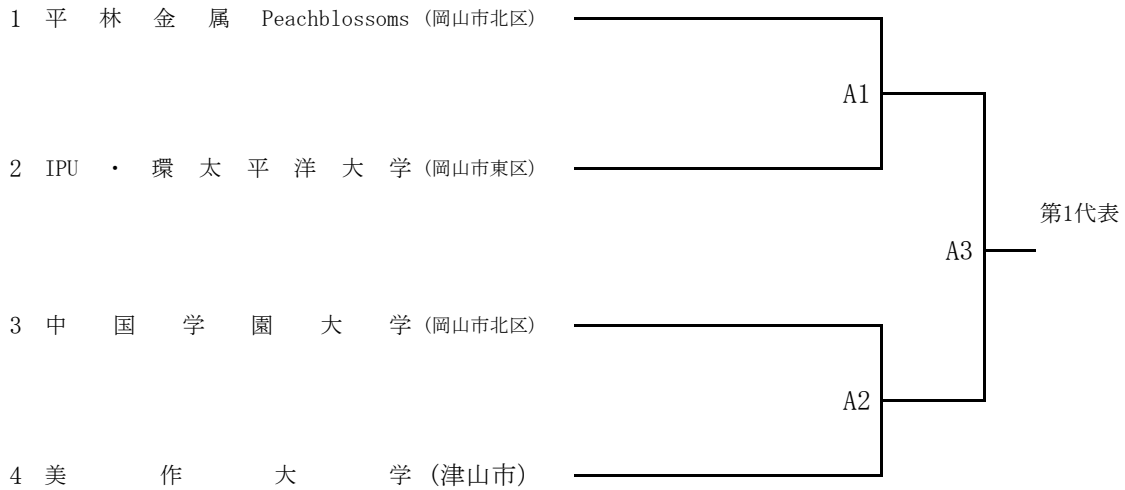 1 平林金属 Peachblossoms (岡山市北区)
A1
2 IPU・環太平洋大学 (岡山市東区)
第1代表
A3
3 中国学園大学 (岡山市北区)
A2
4 美作大学 (津山市)